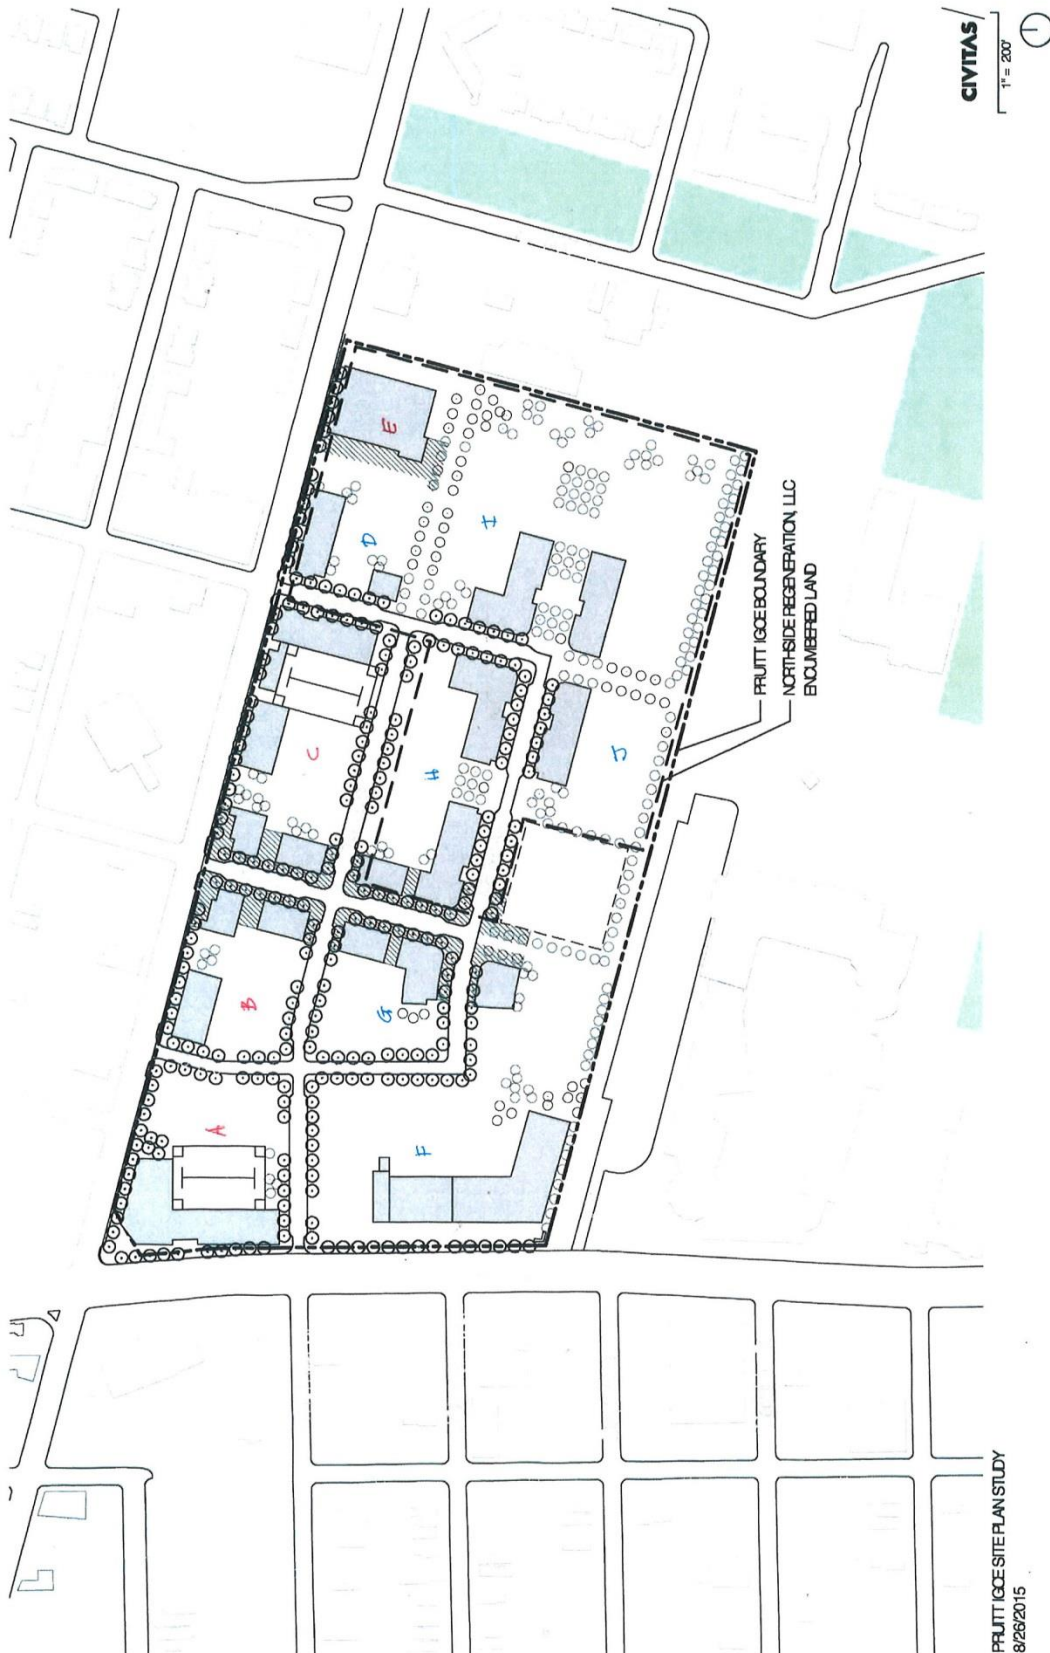 CIVITAS
1" = 200'
E
D
I
C
H
J
B
G
A
F
PRUITT IGOE BOUNDARY
NORTHSIDE REGENERATION, LLC
ENCUMBERED LAND
PRUITT IGOE SITE PLAN STUDY
8/26/2015